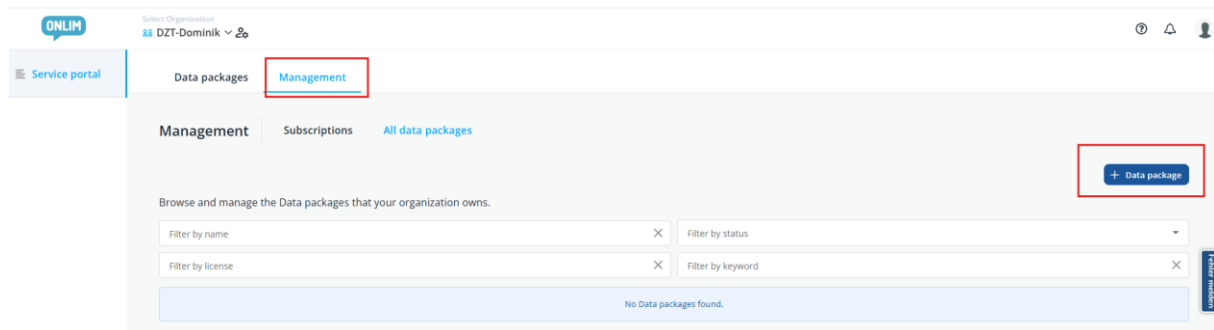 ONLIM
Select Organization
DZT-Dominik
Service portal
Data packages
Management
Management
Subscriptions
All data packages
+ Data package
Browse and manage the Data packages that your organization owns.
Filter by name
Filter by status
Filter by license
Filter by keyword
Fehler melden
No Data packages found.